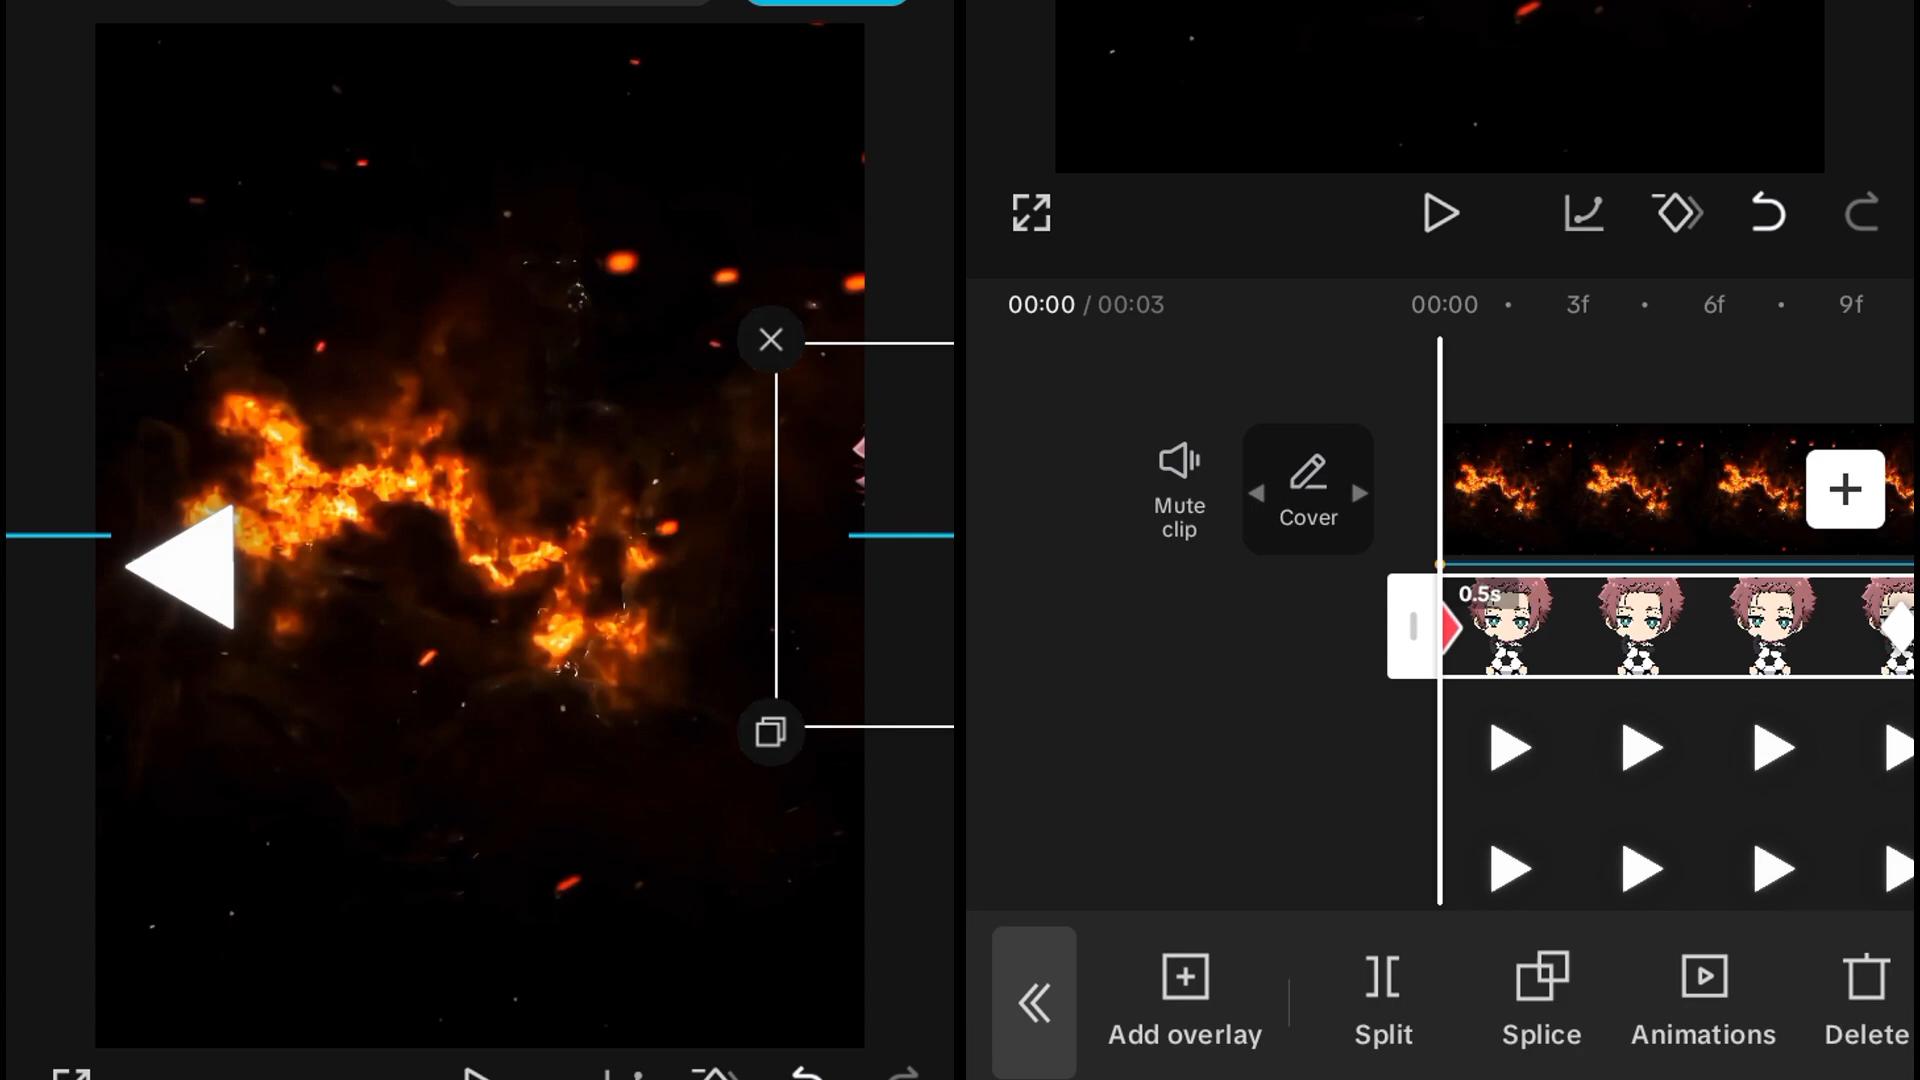 00:00 / 00:03
00:00
3f
6f
9f
Mute
clip
Cover
0.5s
Add overlay
Split
Splice
Animations
Delete